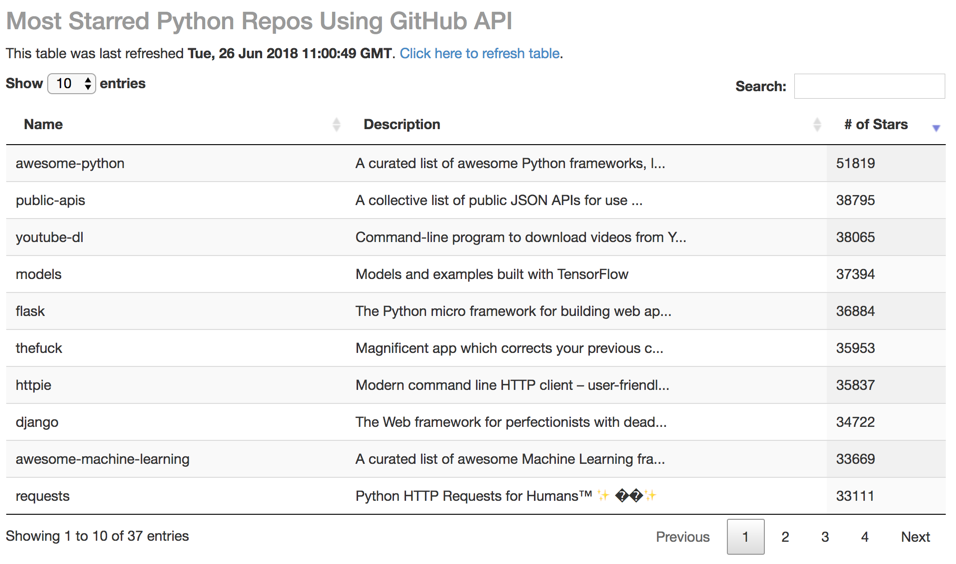 Most Starred Python Repos Using GitHub API
This table was last refreshed Tue, 26 Jun 2018 11:00:49 GMT. Click here to refresh table.
Show 10 entries Search:
Name Description # of Stars
awesome-python A curated list of awesome Python frameworks, l... 51819
public-apis A collective list of public JSON APIs for use ... 38795
youtube-dl Command-line program to download videos from Y... 38065
models Models and examples built with TensorFlow 37394
flask The Python micro framework for building web ap... 36884
thefuck Magnificent app which corrects your previous c... 35953
httpie Modern command line HTTP client – user-friendl... 35837
django The Web framework for perfectionists with dead... 34722
awesome-machine-learning A curated list of awesome Machine Learning fra... 33669
requests Python HTTP Requests for Humans™ ✨ ��✨ 33111
Showing 1 to 10 of 37 entries Previous 1 2 3 4 Next